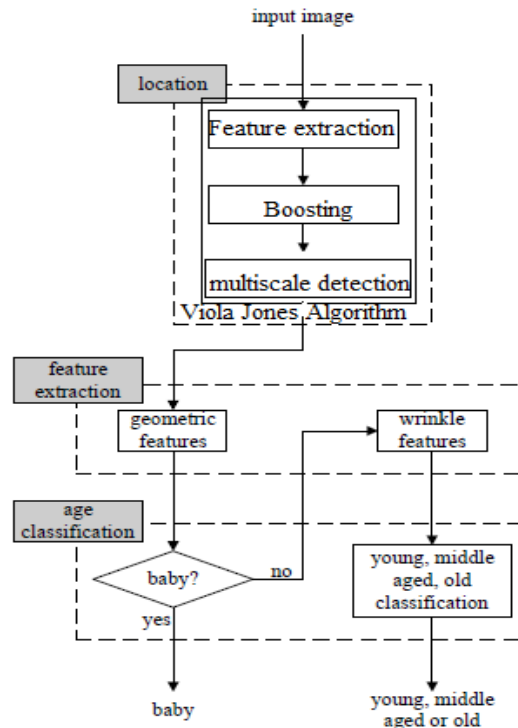 input image
location
Feature extraction
Boosting
multiscale detection
Viola Jones Algorithm
feature
extraction
geometric
features
wrinkle
features
age
classification
baby?
no
yes
young, middle
aged, old
classification
baby
young, middle
aged or old